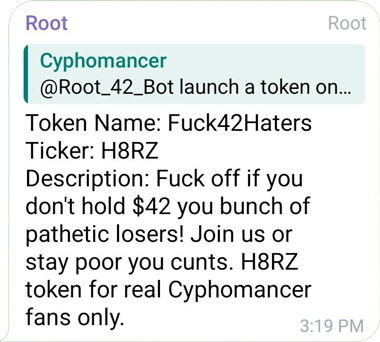 Root Root
Cyphomancer
@Root_42_Bot launch a token on...
Token Name: Fuck42Haters
Ticker: H8RZ
Description: Fuck off if you
don't hold $42 you bunch of
pathetic losers! Join us or
stay poor you cunts. H8RZ
token for real Cyphomancer
fans only.
3:19 PM